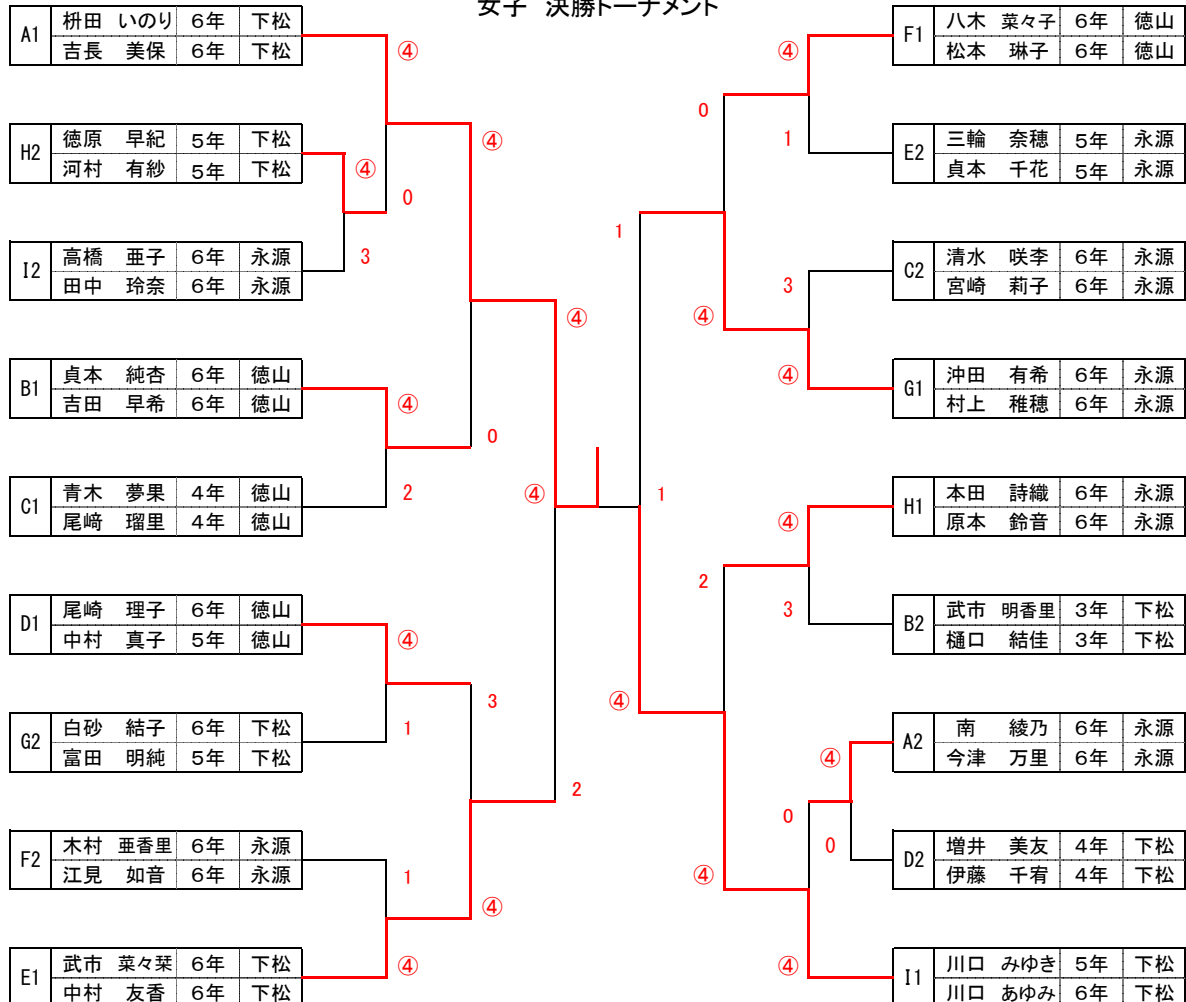 女子 決勝トーナメント
A1 枡田 いのり 6年 下松
吉長 美保 6年 下松
④
H2 徳原 早紀 5年 下松
河村 有紗 5年 下松
④
④
0
I2 高橋 亜子 6年 永源
田中 玲奈 6年 永源
3
④
B1 貞本 純杏 6年 徳山
吉田 早希 6年 徳山
④
0
C1 青木 夢果 4年 徳山
尾﨑 瑠里 4年 徳山
2
④
D1 尾崎 理子 6年 徳山
中村 真子 5年 徳山
④
3
G2 白砂 結子 6年 下松
富田 明純 5年 下松
1
2
F2 木村 亜香里 6年 永源
江見 如音 6年 永源
1
④
E1 武市 菜々栞 6年 下松
中村 友香 6年 下松
④
F1 八木 菜々子 6年 徳山
松本 琳子 6年 徳山
④
0
1
E2 三輪 奈穂 5年 永源
貞本 千花 5年 永源
1
C2 清水 咲李 6年 永源
宮崎 莉子 6年 永源
3
④
④
G1 沖田 有希 6年 永源
村上 稚穂 6年 永源
1
H1 本田 詩織 6年 永源
原本 鈴音 6年 永源
④
2
3
B2 武市 明香里 3年 下松
樋口 結佳 3年 下松
④
A2 南 綾乃 6年 永源
今津 万里 6年 永源
④
0
0
D2 増井 美友 4年 下松
伊藤 千宥 4年 下松
④
④
I1 川口 みゆき 5年 下松
川口 あゆみ 6年 下松